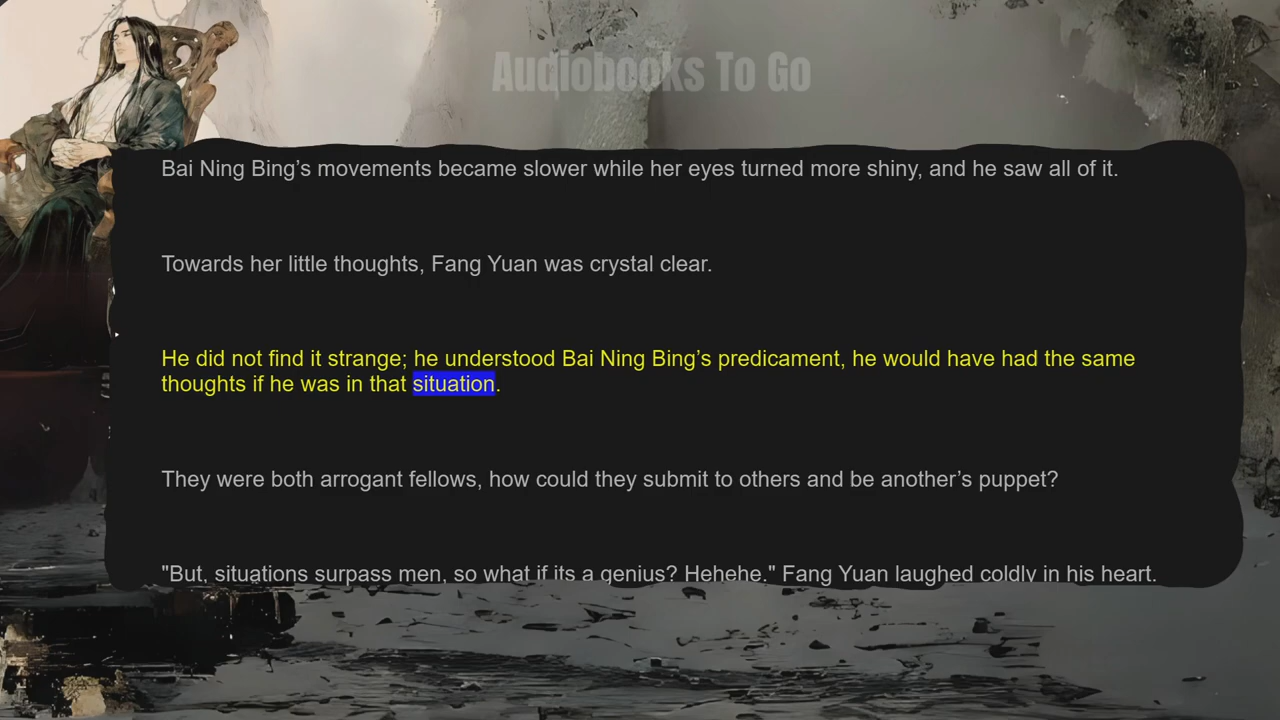 Audiobooks To Go
Bai Ning Bing’s movements became slower while her eyes turned more shiny, and he saw all of it.
Towards her little thoughts, Fang Yuan was crystal clear.
He did not find it strange; he understood Bai Ning Bing’s predicament, he would have had the same
thoughts if he was in that situation.
They were both arrogant fellows, how could they submit to others and be another’s puppet?
"But, situations surpass men, so what if its a genius? Hehehe." Fang Yuan laughed coldly in his heart.